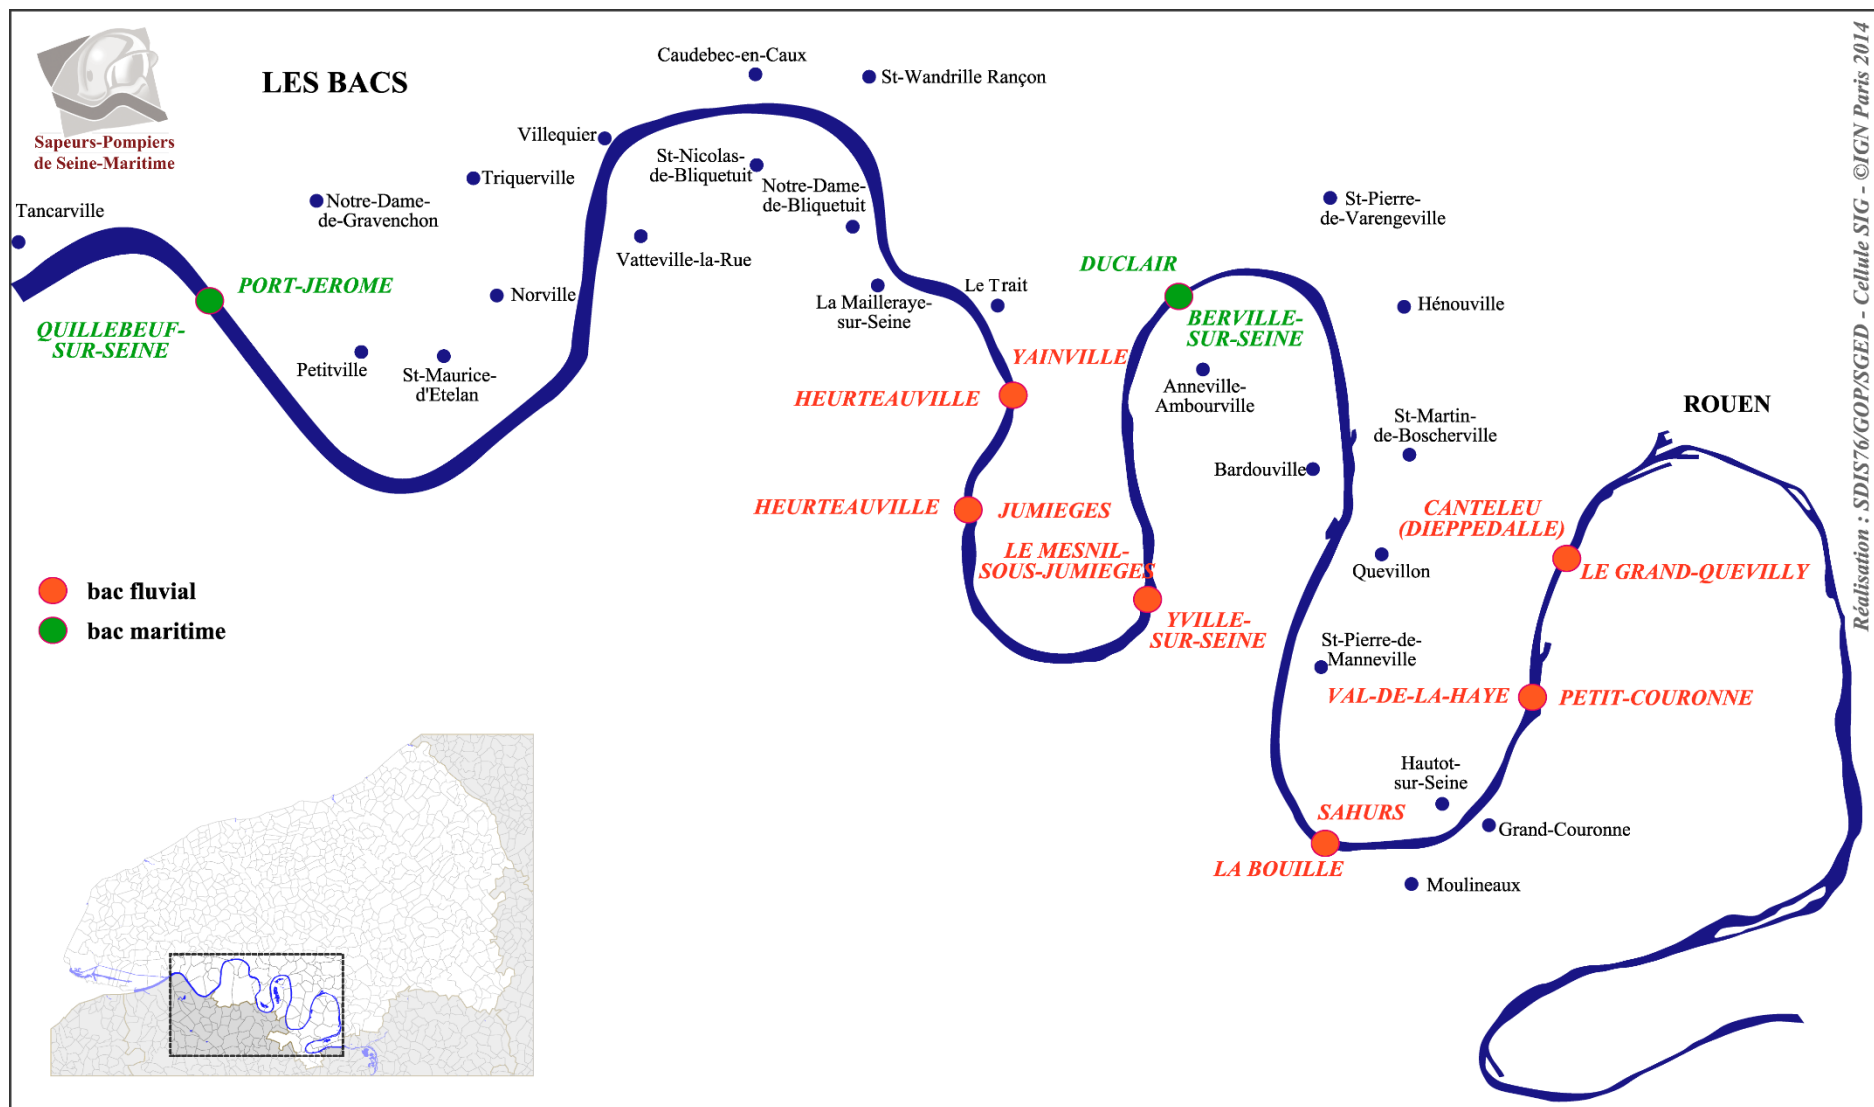 LES BACS
Sapeurs-Pompiers
de Seine-Maritime
Caudebec-en-Caux
St-Wandrille Rançon
Villequier
St-Nicolas-
de-Bliquetuit
Triquerville
Notre-Dame-
de-Bliquetuit
Notre-Dame-
de-Gravenchon
Tancarville
St-Pierre-
de-Varengeville
Vatteville-la-Rue
DUCLAIR
PORT-JEROME
Norville
Le Trait
La Mailleraye-
sur-Seine
Hénouville
QUILLEBEUF-
SUR-SEINE
BERVILLE-
SUR-SEINE
YAINVILLE
Petitville
St-Maurice-
d'Etelan
HEURTEAUVILLE
Anneville-
Ambourville
ROUEN
St-Martin-
de-Boscherville
Bardouville
HEURTEAUVILLE
JUMIEGES
CANTELEU
(DIEPPEDALLE)
LE MESNIL-
SOUS-JUMIEGES
Quevillon
LE GRAND-QUEVILLY
bac fluvial
bac maritime
YVILLE-
SUR-SEINE
St-Pierre-de-
Manneville
VAL-DE-LA-HAYE
PETIT-COURONNE
Hautot-
sur-Seine
SAHURS
Grand-Couronne
LA BOUILLE
Moulineaux
Réalisation : SDIS76/GOP/SGED - Cellule SIG - ©IGN Paris 2014